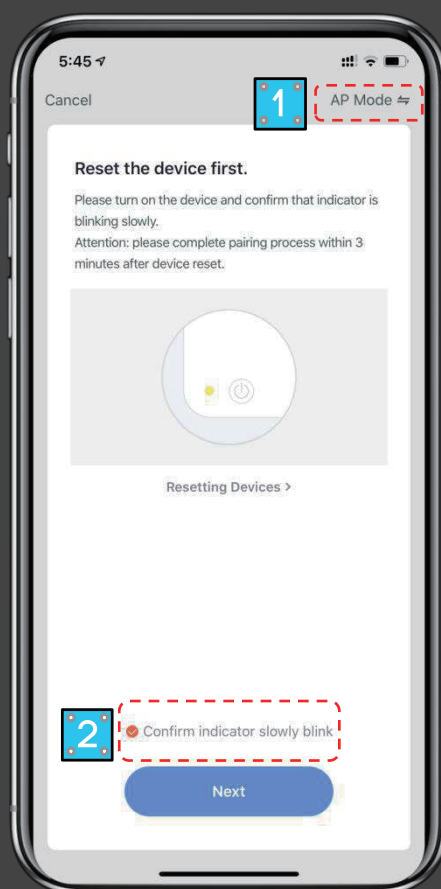 5:45
Cancel
1
AP Mode ⇋
Reset the device first.
Please turn on the device and confirm that indicator is
blinking slowly.
Attention: please complete pairing process within 3
minutes after device reset.
Resetting Devices >
2
Confirm indicator slowly blink
Next